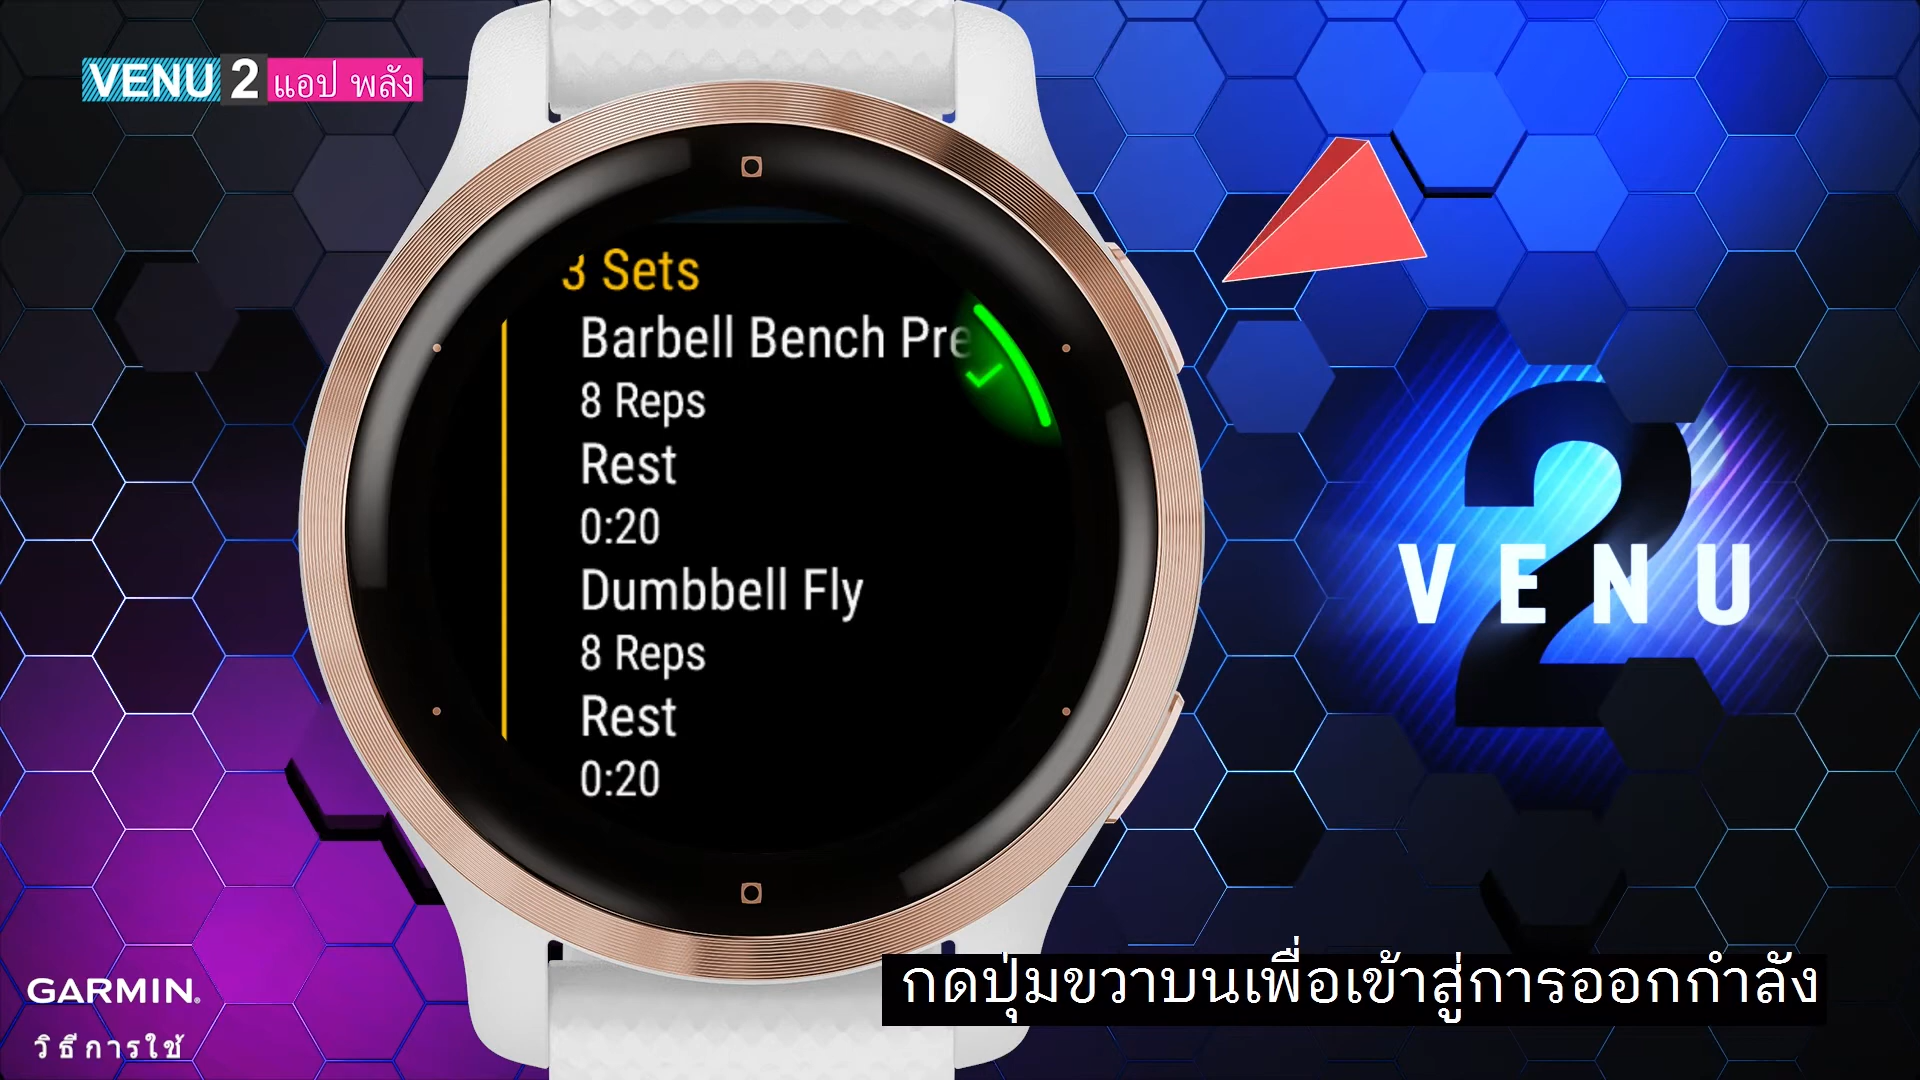 VENU 2 แอป พลัง
3 Sets
Barbell Bench Pre
8 Reps
Rest
0:20
Dumbbell Fly
8 Reps
Rest
0:20
2
VENU
GARMIN.
วิธีการใช้
กดปุ่มขวาบนเพื่อเข้าสู่การออกกำลัง